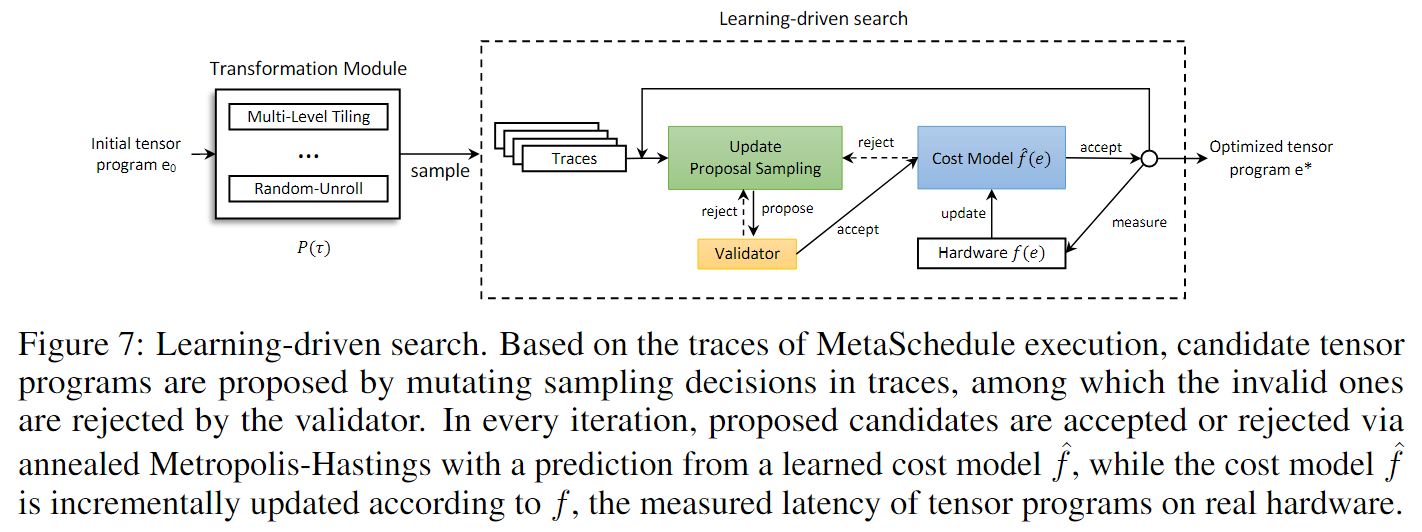 Learning-driven search
Transformation Module
Multi-Level Tiling
...
Random-Unroll
P(τ)
Initial tensor
program e₀
sample
Traces
Update
Proposal Sampling
reject
propose
Validator
accept
reject
Cost Model f̂(e)
accept
update
measure
Hardware f(e)
Optimized tensor
program e*
Figure 7: Learning-driven search. Based on the traces of MetaSchedule execution, candidate tensor
programs are proposed by mutating sampling decisions in traces, among which the invalid ones
are rejected by the validator. In every iteration, proposed candidates are accepted or rejected via
annealed Metropolis-Hastings with a prediction from a learned cost model f̂, while the cost model f̂
is incrementally updated according to f, the measured latency of tensor programs on real hardware.